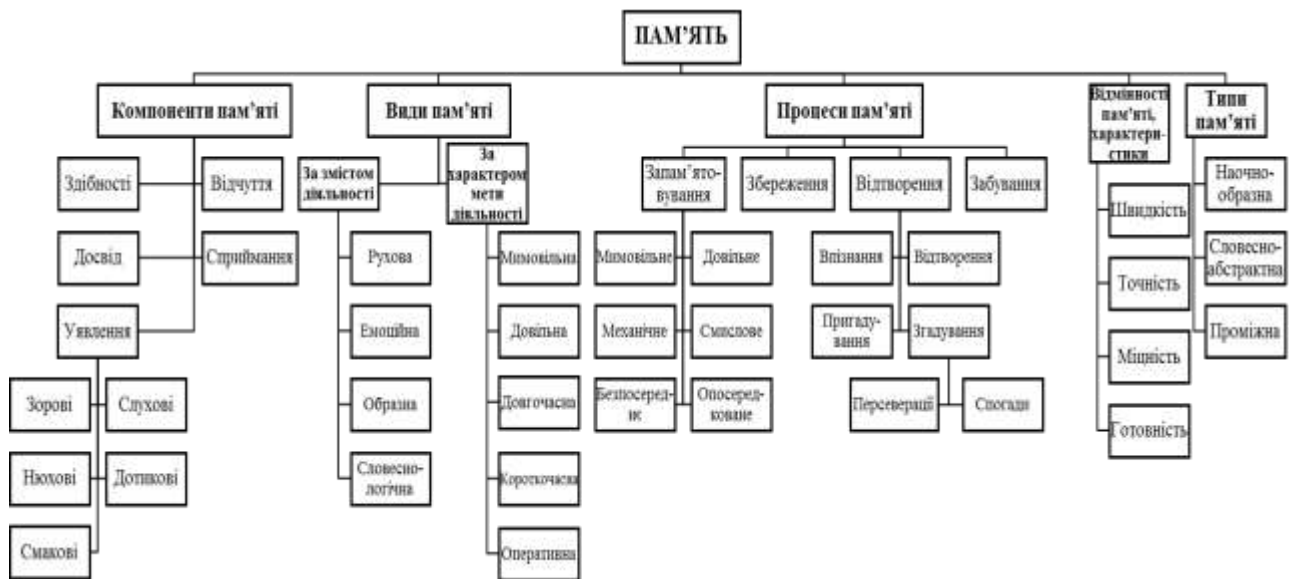 ПАМ’ЯТЬ
Компоненти пам’яті
Здібності
Відчуття
Досвід
Сприймання
Уявлення
Зорові
Слухові
Нюхові
Дотикові
Смакові
Види пам’яті
За змістом
діяльності
Рухова
Емоційна
Образна
Словесно-
логічна
За
характером
мети
діяльності
Мимовільна
Довільна
Довгочасна
Короткочасна
Оперативна
Процеси пам’яті
Запам’ято-
вування
Мимовільне
Довільне
Механічне
Смислове
Безпосеред-
нє
Опосеред-
коване
Збереження
Відтворення
Впізнання
Відтворення
Пригаду-
вання
Згадування
Персеверації
Спогади
Забування
Відмінності
пам’яті,
характери-
стики
Швидкість
Точність
Міцність
Готовність
Типи
пам’яті
Наочно-
образна
Словесно-
абстрактна
Проміжна